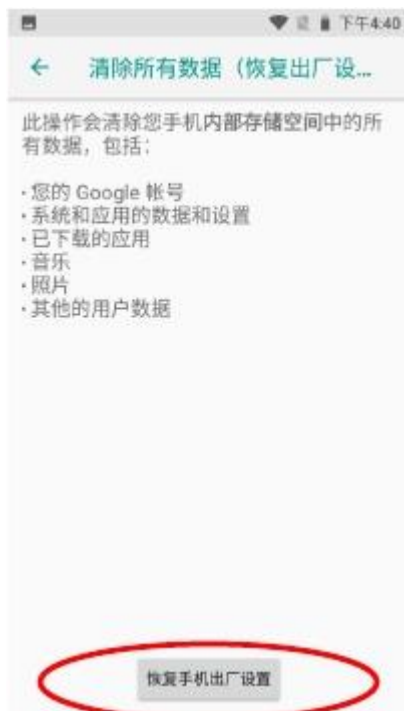 下午4:40
清除所有数据（恢复出厂设...
此操作会清除您手机内部存储空间中的所
有数据，包括：
·您的 Google 帐号
·系统和应用的数据和设置
·已下载的应用
·音乐
·照片
·其他的用户数据
恢复手机出厂设置